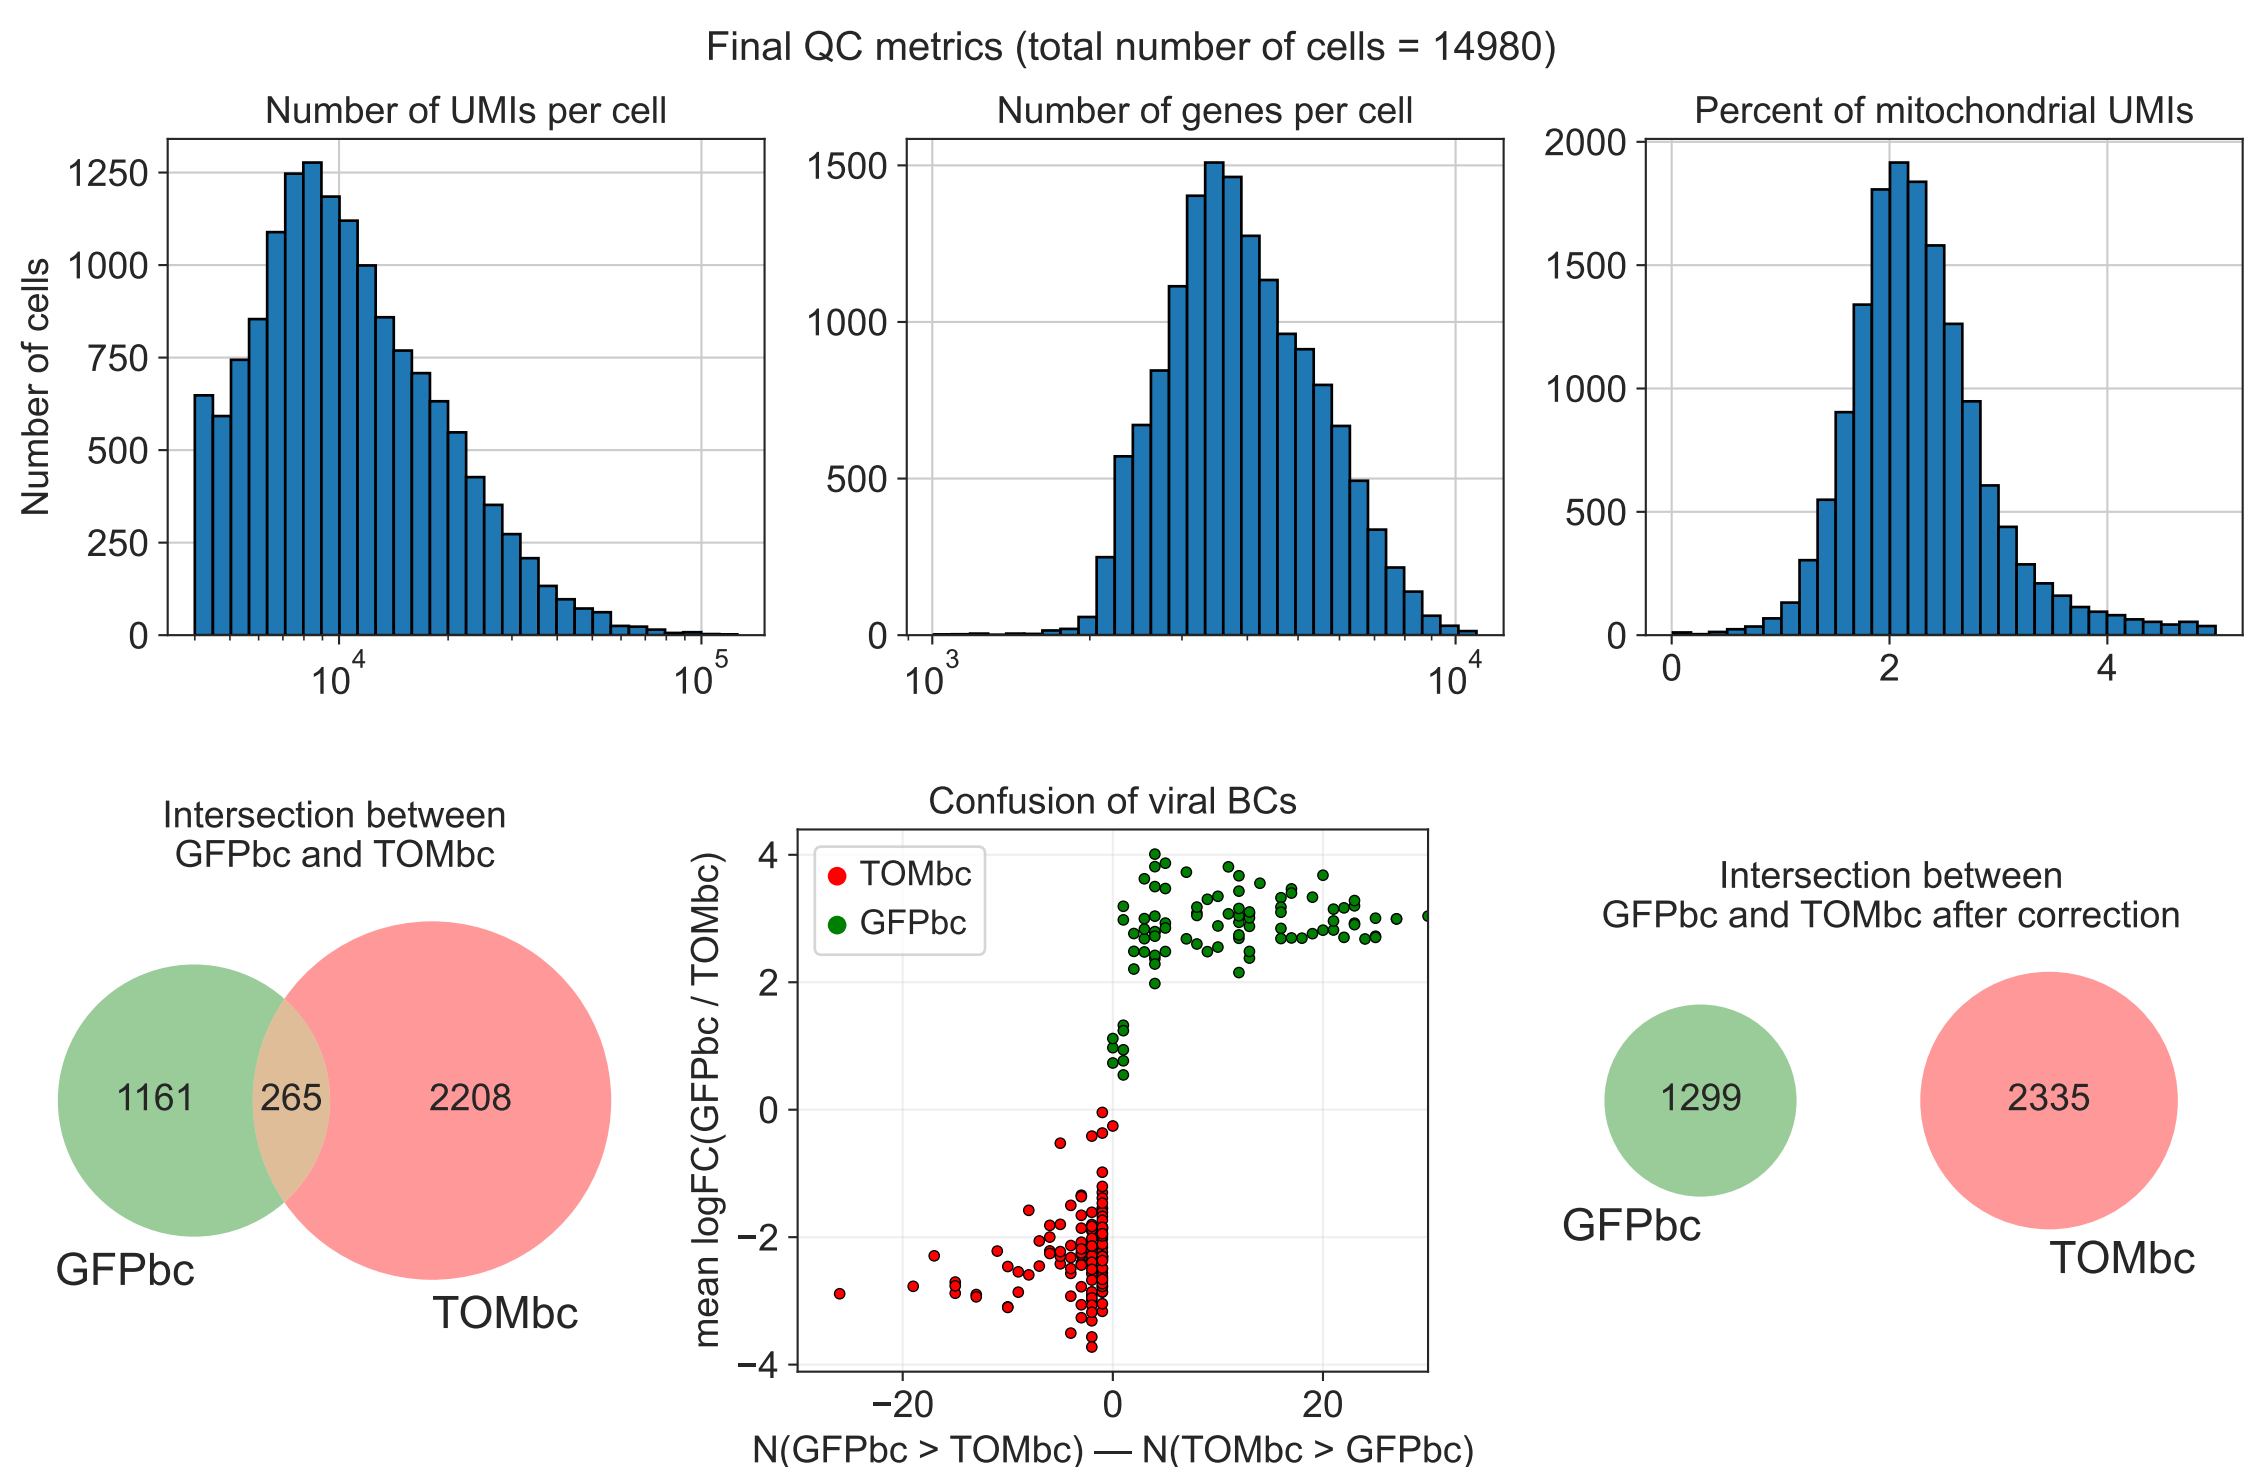 Final QC metrics (total number of cells = 14980)
Number of UMIs per cell
Number of cells
1250
1000
750
500
250
0
10^4
10^5
Number of genes per cell
1500
1000
500
0
10^3
10^4
Percent of mitochondrial UMIs
2000
1500
1000
500
0
0
2
4
Intersection between
GFPbc and TOMbc
1161
265
2208
GFPbc
TOMbc
Confusion of viral BCs
mean logFC(GFPbc / TOMbc)
4
2
0
−2
−4
TOMbc
GFPbc
−20
0
20
N(GFPbc > TOMbc) — N(TOMbc > GFPbc)
Intersection between
GFPbc and TOMbc after correction
1299
2335
GFPbc
TOMbc